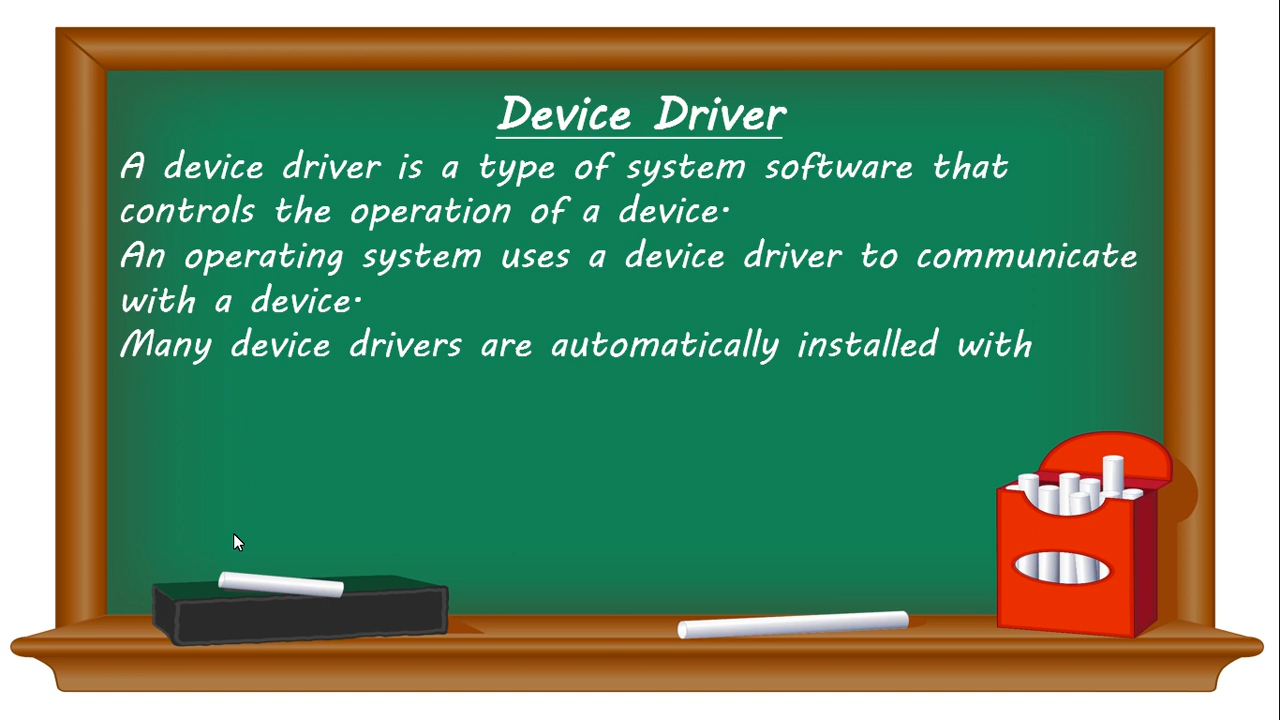 Device Driver
A device driver is a type of system software that
controls the operation of a device.
An operating system uses a device driver to communicate
with a device.
Many device drivers are automatically installed with